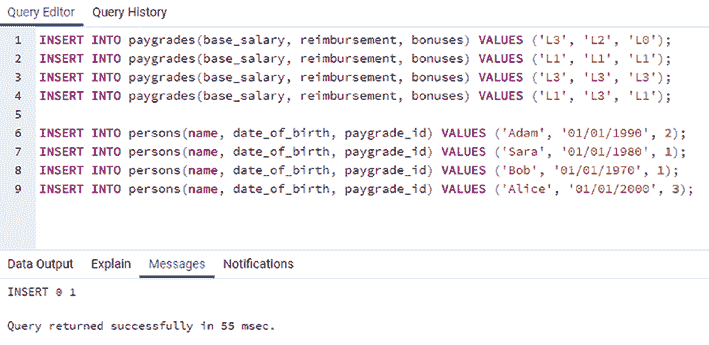 Query Editor Query History
1 INSERT INTO paygrades(base_salary, reimbursement, bonuses) VALUES ('L3', 'L2', 'L0');
2 INSERT INTO paygrades(base_salary, reimbursement, bonuses) VALUES ('L1', 'L1', 'L1');
3 INSERT INTO paygrades(base_salary, reimbursement, bonuses) VALUES ('L3', 'L3', 'L3');
4 INSERT INTO paygrades(base_salary, reimbursement, bonuses) VALUES ('L1', 'L3', 'L1');
5
6 INSERT INTO persons(name, date_of_birth, paygrade_id) VALUES ('Adam', '01/01/1990', 2);
7 INSERT INTO persons(name, date_of_birth, paygrade_id) VALUES ('Sara', '01/01/1980', 1);
8 INSERT INTO persons(name, date_of_birth, paygrade_id) VALUES ('Bob', '01/01/1970', 1);
9 INSERT INTO persons(name, date_of_birth, paygrade_id) VALUES ('Alice', '01/01/2000', 3);
Data Output Explain Messages Notifications
INSERT 0 1
Query returned successfully in 55 msec.